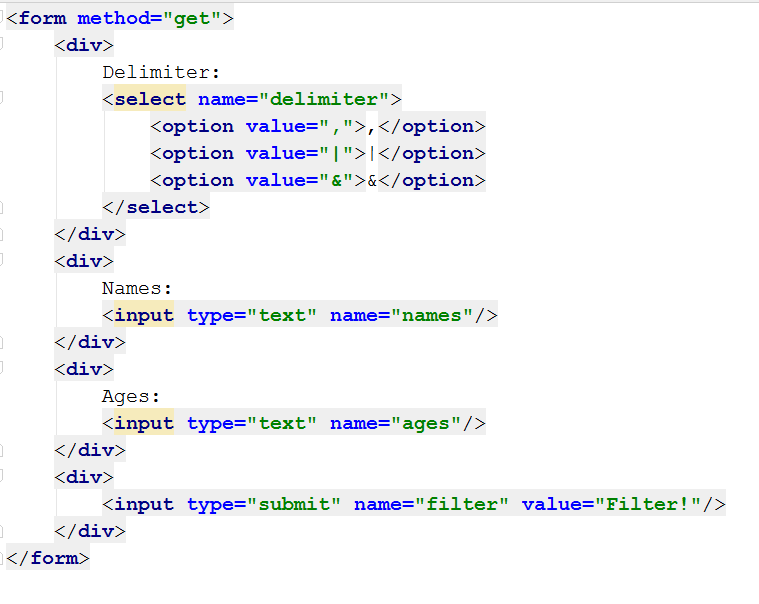 <form method="get">
    <div>
        Delimiter:
        <select name="delimiter">
            <option value=",">,</option>
            <option value="|">|</option>
            <option value="&">&</option>
        </select>
    </div>
    <div>
        Names:
        <input type="text" name="names"/>
    </div>
    <div>
        Ages:
        <input type="text" name="ages"/>
    </div>
    <div>
        <input type="submit" name="filter" value="Filter!"/>
    </div>
</form>